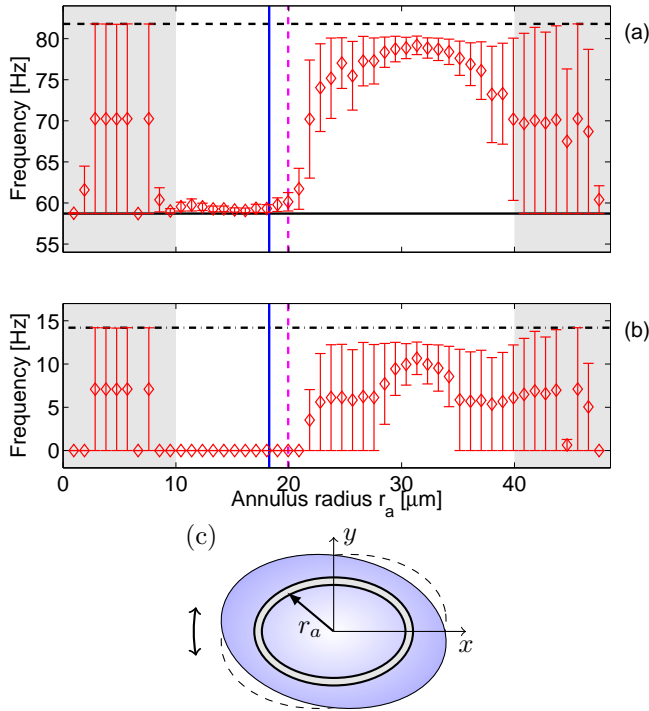 80
75
70
65
60
55
Frequency [Hz]
(a)
15
10
5
0
Frequency [Hz]
(b)
0 10 20 30 40
Annulus radius r_a [μm]
(c)
y
r_a
x